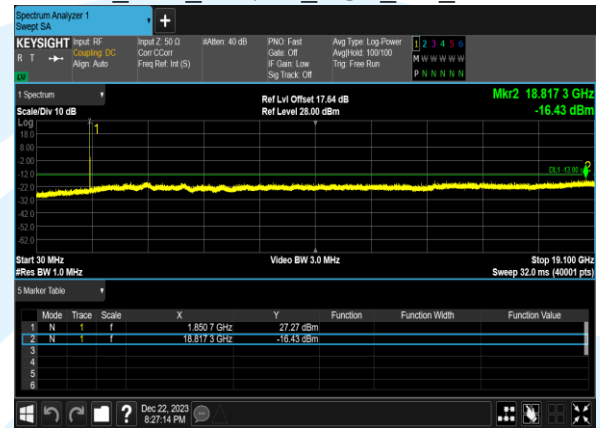 Spectrum Analyzer 1
Swept SA
+
KEYSIGHT Input: RF Input Z: 50 Ω #Atten: 40 dB PNO: Fast Avg Type: Log-Power 1 2 3 4 5 6
R T Coupling: DC Corr CCorr Gate: Off Avg|Hold: 100/100 M W W W W W
Align: Auto Freq Ref: Int (S) IF Gain: Low Trig: Free Run
Sig Track: Off P N N N N N
1 Spectrum Mkr2 18.817 3 GHz
Ref Lvl Offset 17.64 dB
Scale/Div 10 dB Ref Level 28.00 dBm -16.43 dBm
Log
1
18.0
8.00
-2.00
-12.0 DL1 -13.00
-22.0
-32.0
-42.0
-52.0
-62.0
Start 30 MHz Video BW 3.0 MHz Stop 19.100 GHz
#Res BW 1.0 MHz Sweep 32.0 ms (40001 pts)
5 Marker Table
Mode Trace Scale X Y Function Function Width Function Value
1 N 1 f 1.850 7 GHz 27.27 dBm
2 N 1 f 18.817 3 GHz -16.43 dBm
3
4
5
6
? Dec 22, 2023
8:27:14 PM